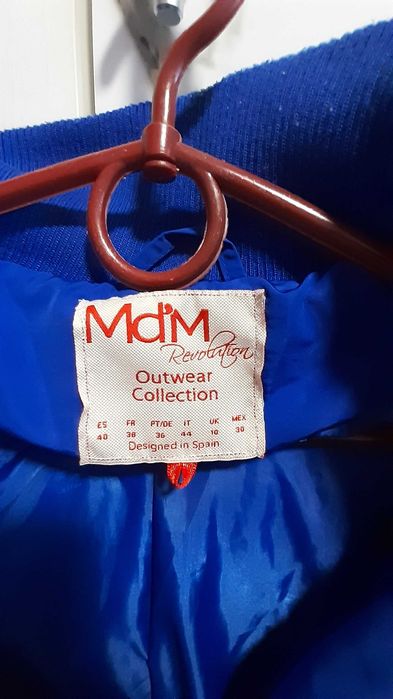 Md'M
Revolution
Outwear
Collection
ES FR PT/DE IT UK MEX
40 38 36 44 10 30
Designed in Spain